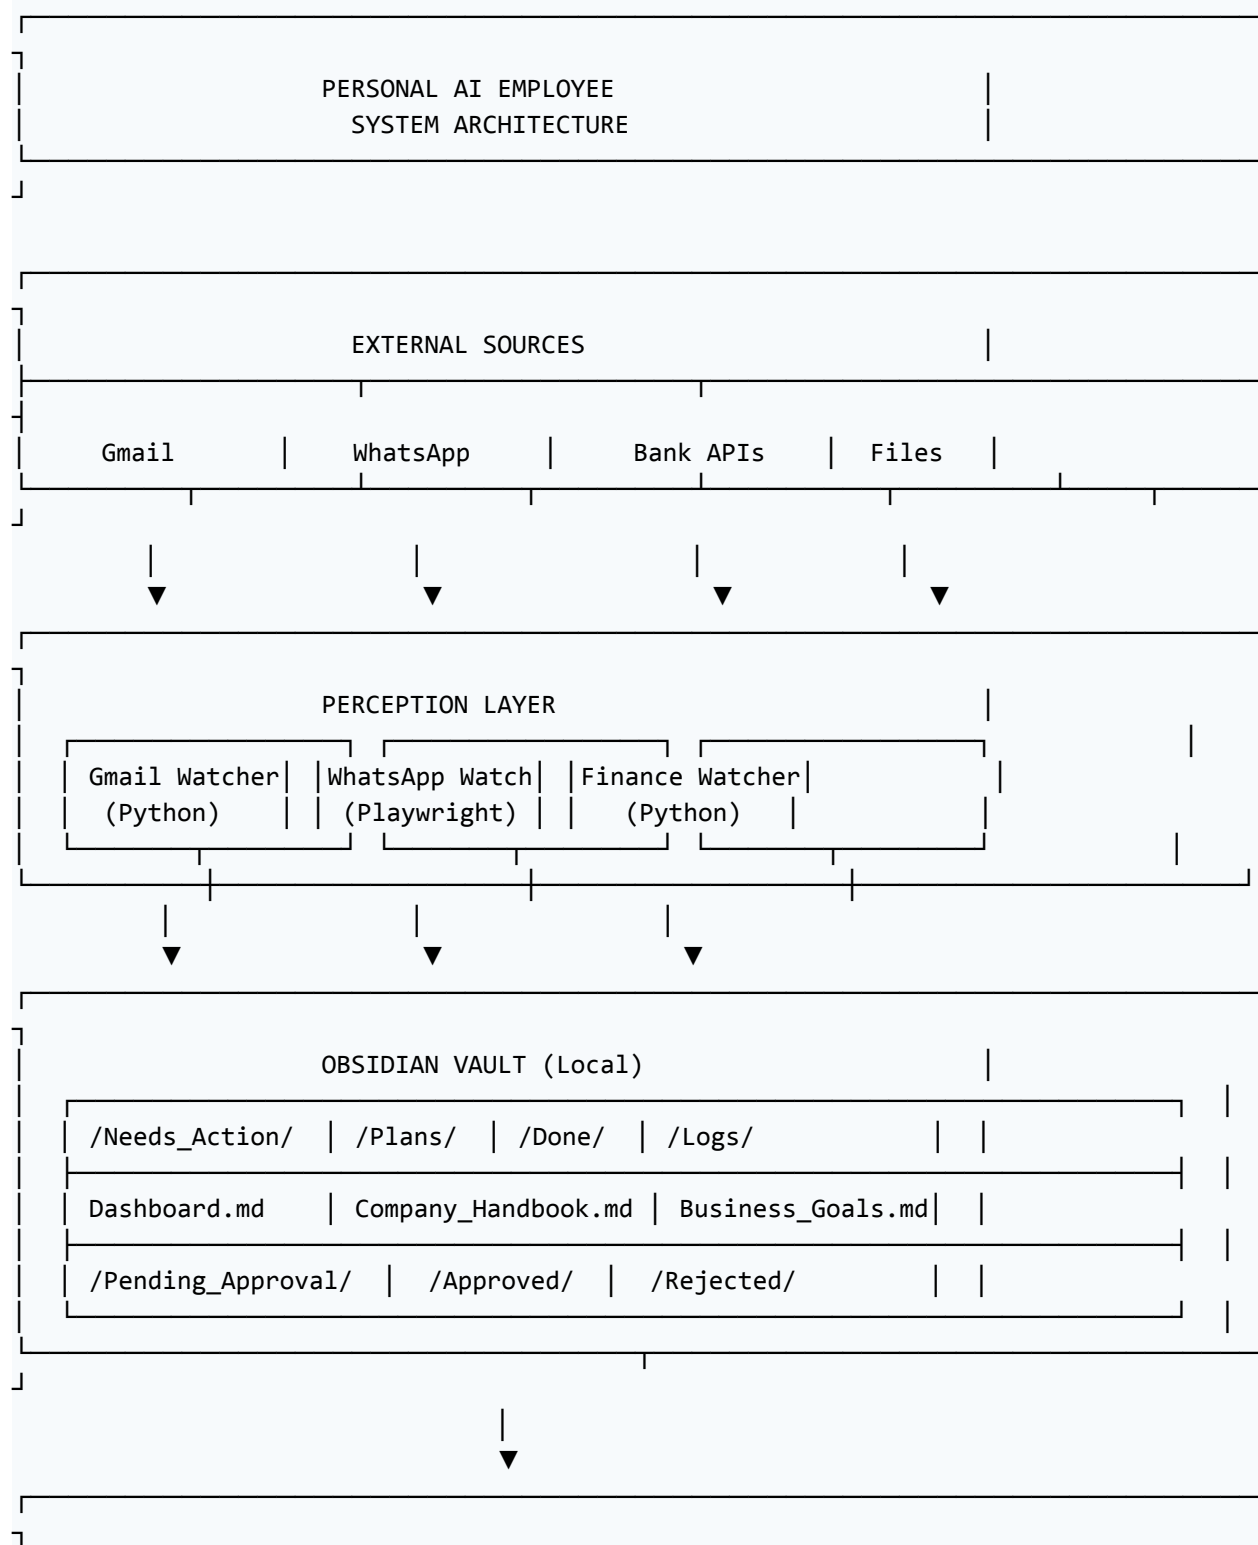 PERSONAL AI EMPLOYEE
SYSTEM ARCHITECTURE
EXTERNAL SOURCES
Gmail │ WhatsApp │ Bank APIs │ Files
PERCEPTION LAYER
Gmail Watcher│ │WhatsApp Watch│ │Finance Watcher│
(Python) │ │ (Playwright) │ │ (Python) │
OBSIDIAN VAULT (Local)
/Needs_Action/ │ /Plans/ │ /Done/ │ /Logs/
Dashboard.md │ Company_Handbook.md │ Business_Goals.md│
/Pending_Approval/ │ /Approved/ │ /Rejected/